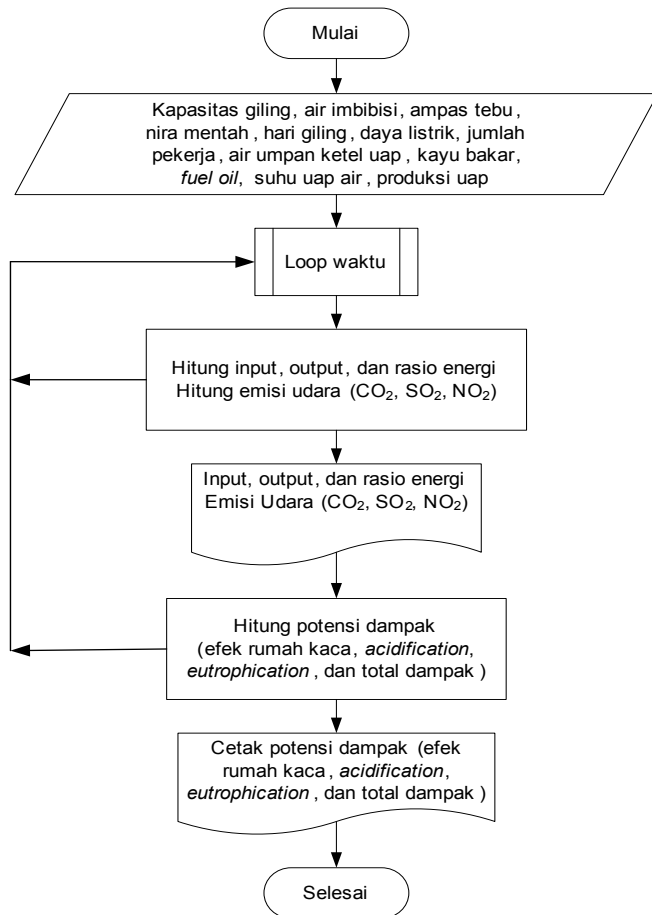 Mulai
Kapasitas giling, air imbibisi, ampas tebu,
nira mentah, hari giling, daya listrik, jumlah
pekerja, air umpan ketel uap, kayu bakar,
fuel oil, suhu uap air, produksi uap
Loop waktu
Hitung input, output, dan rasio energi
Hitung emisi udara (CO₂, SO₂, NO₂)
Input, output, dan rasio energi
Emisi Udara (CO₂, SO₂, NO₂)
Hitung potensi dampak
(efek rumah kaca, acidification,
eutrophication, dan total dampak)
Cetak potensi dampak (efek
rumah kaca, acidification,
eutrophication, dan total dampak)
Selesai